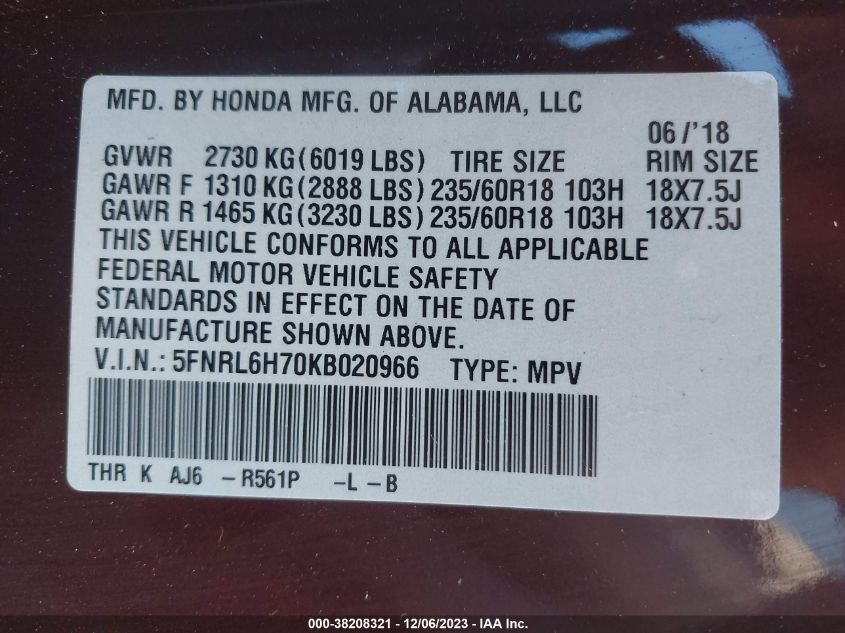 MFD. BY HONDA MFG. OF ALABAMA, LLC
06/'18
GVWR 2730 KG(6019 LBS) TIRE SIZE RIM SIZE
GAWR F 1310 KG(2888 LBS) 235/60R18 103H 18X7.5J
GAWR R 1465 KG(3230 LBS) 235/60R18 103H 18X7.5J
THIS VEHICLE CONFORMS TO ALL APPLICABLE
FEDERAL MOTOR VEHICLE SAFETY
STANDARDS IN EFFECT ON THE DATE OF
MANUFACTURE SHOWN ABOVE.
V.I.N.: 5FNRL6H70KB020966 TYPE: MPV
THR K AJ6 -R561P -L -B
000-38208321 - 12/06/2023 - IAA Inc.